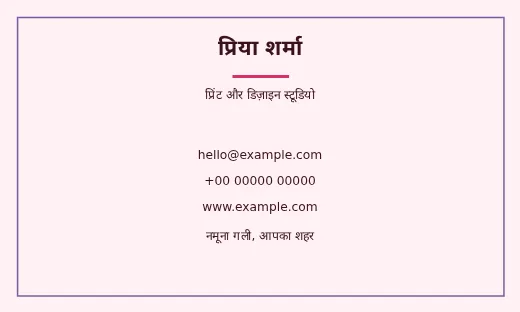 प्रिया शर्मा
प्रिंट और डिज़ाइन स्टूडियो
hello@example.com
+00 00000 00000
www.example.com
नमूना गली, आपका शहर